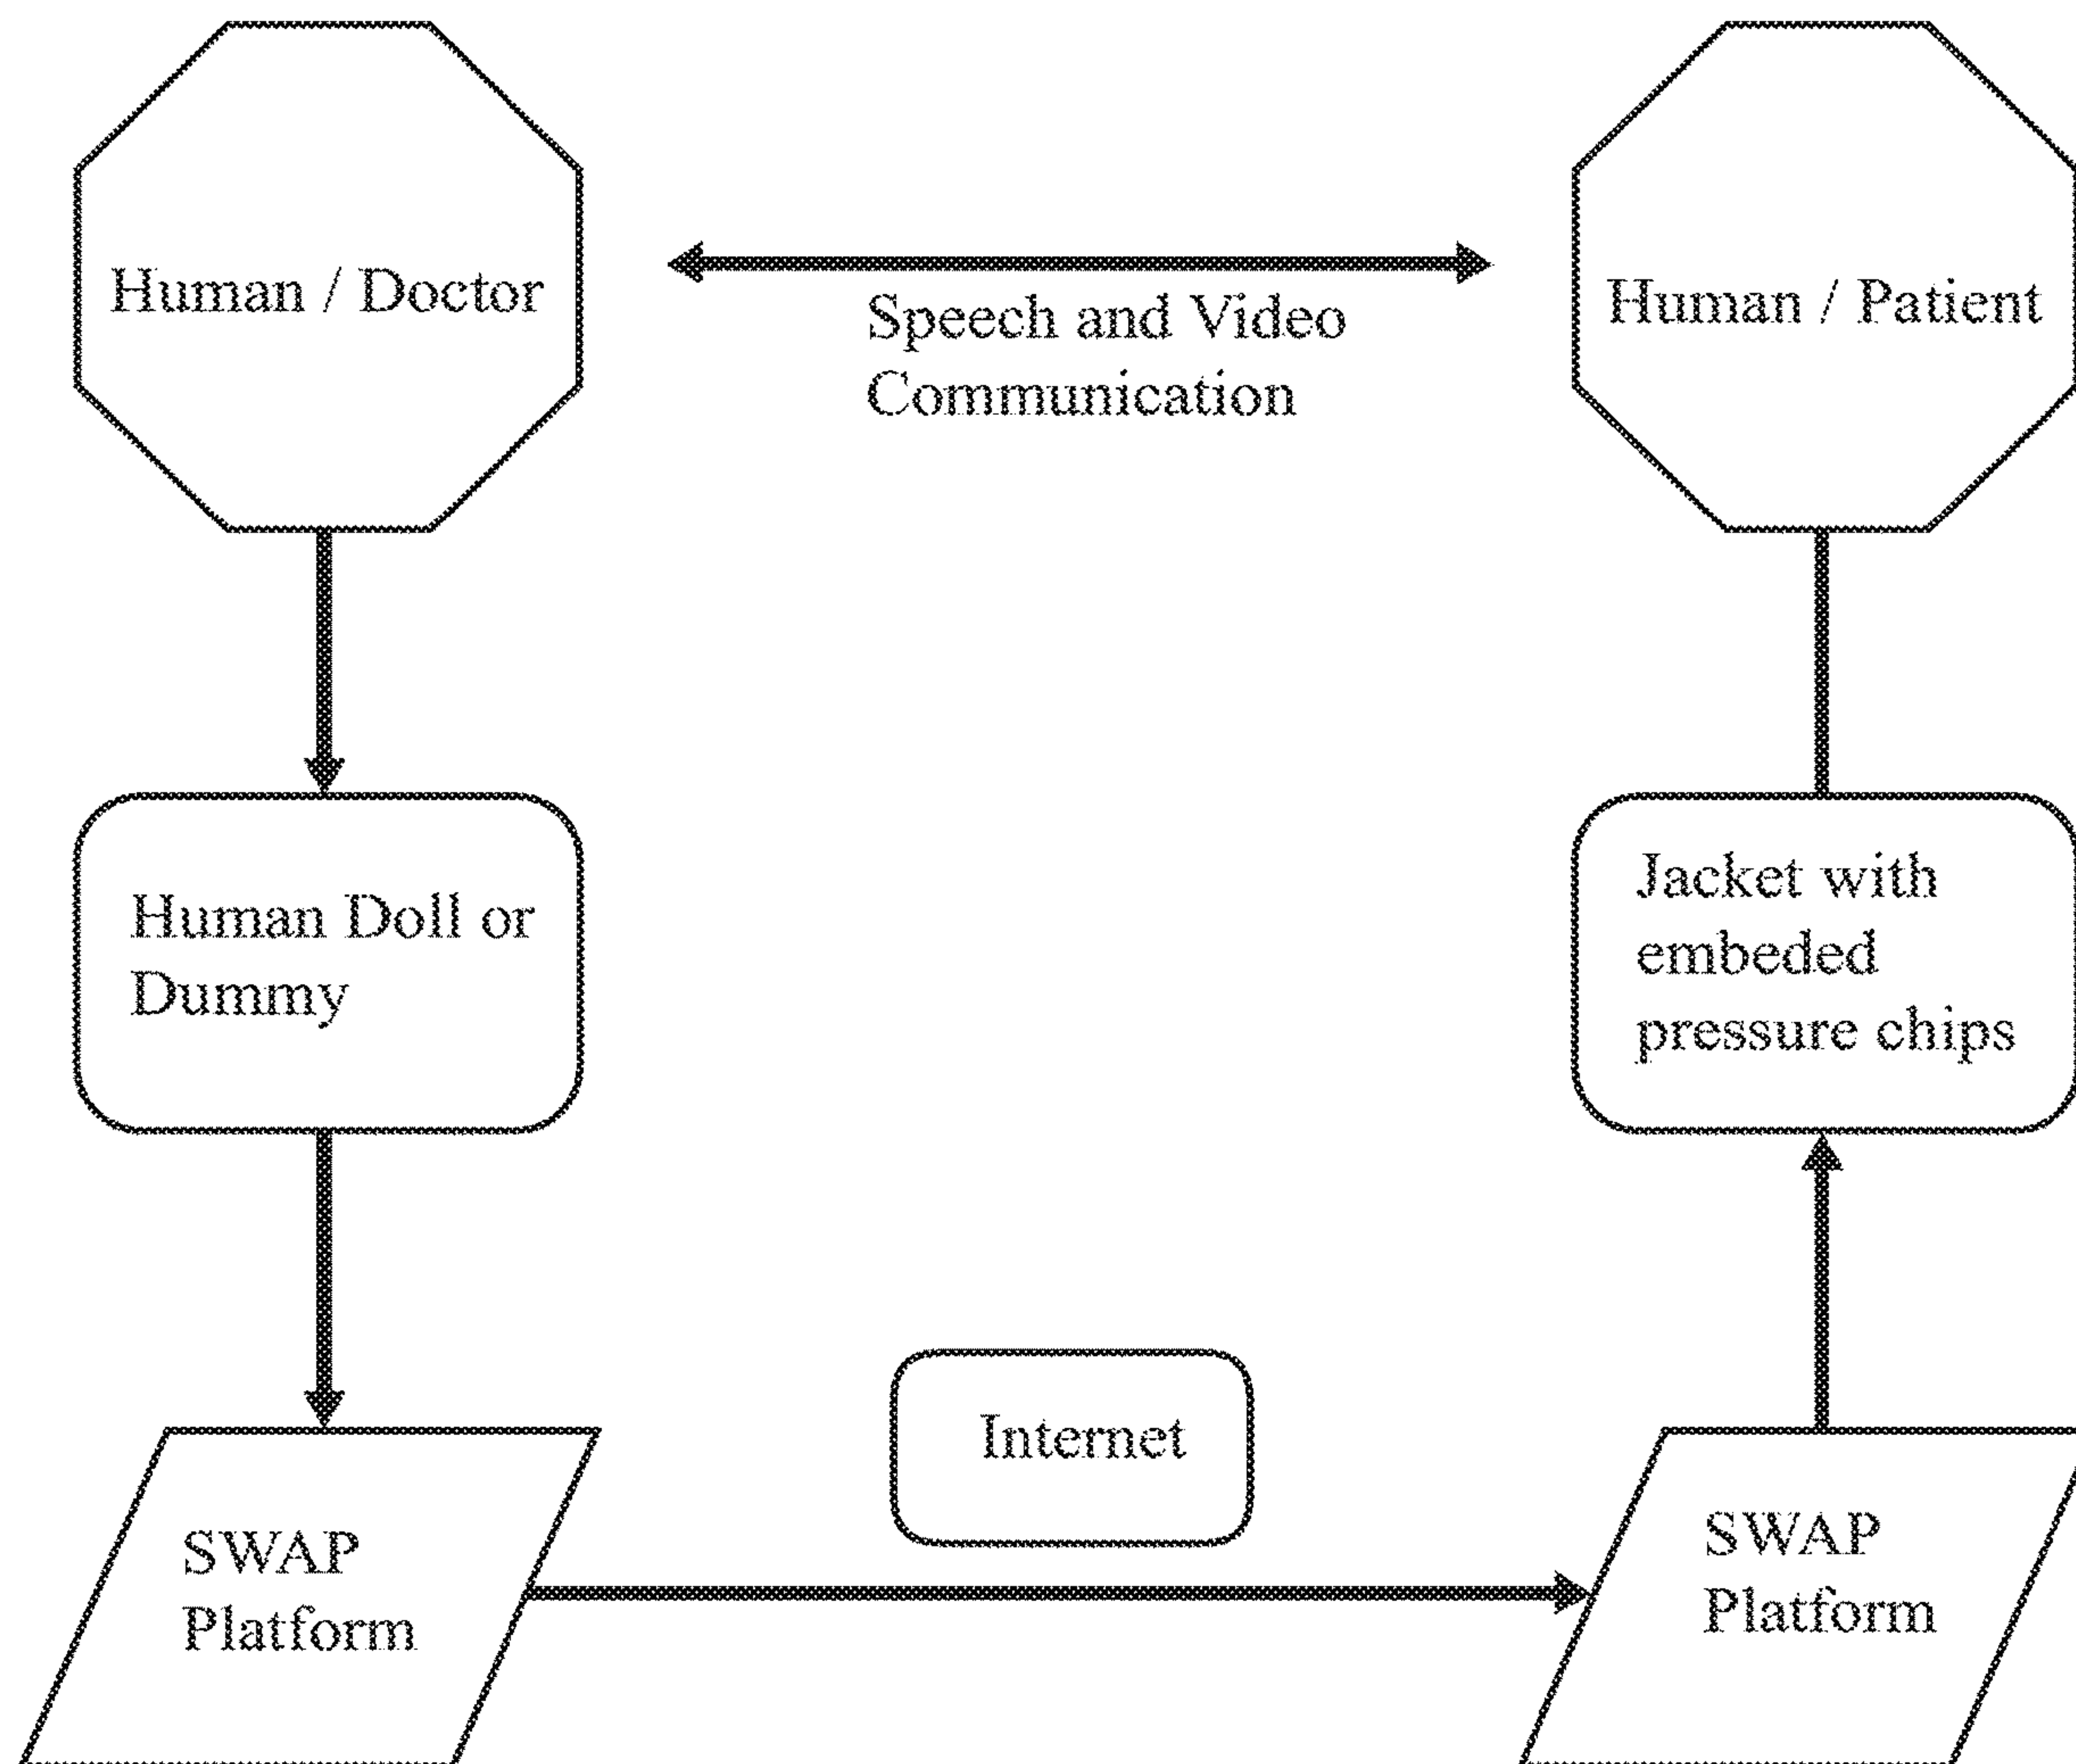 Human / Doctor
Speech and Video
Communication
Human / Patient
Human Doll or
Dummy
Jacket with
embeded
pressure chips
Internet
SWAP
Platform
SWAP
Platform